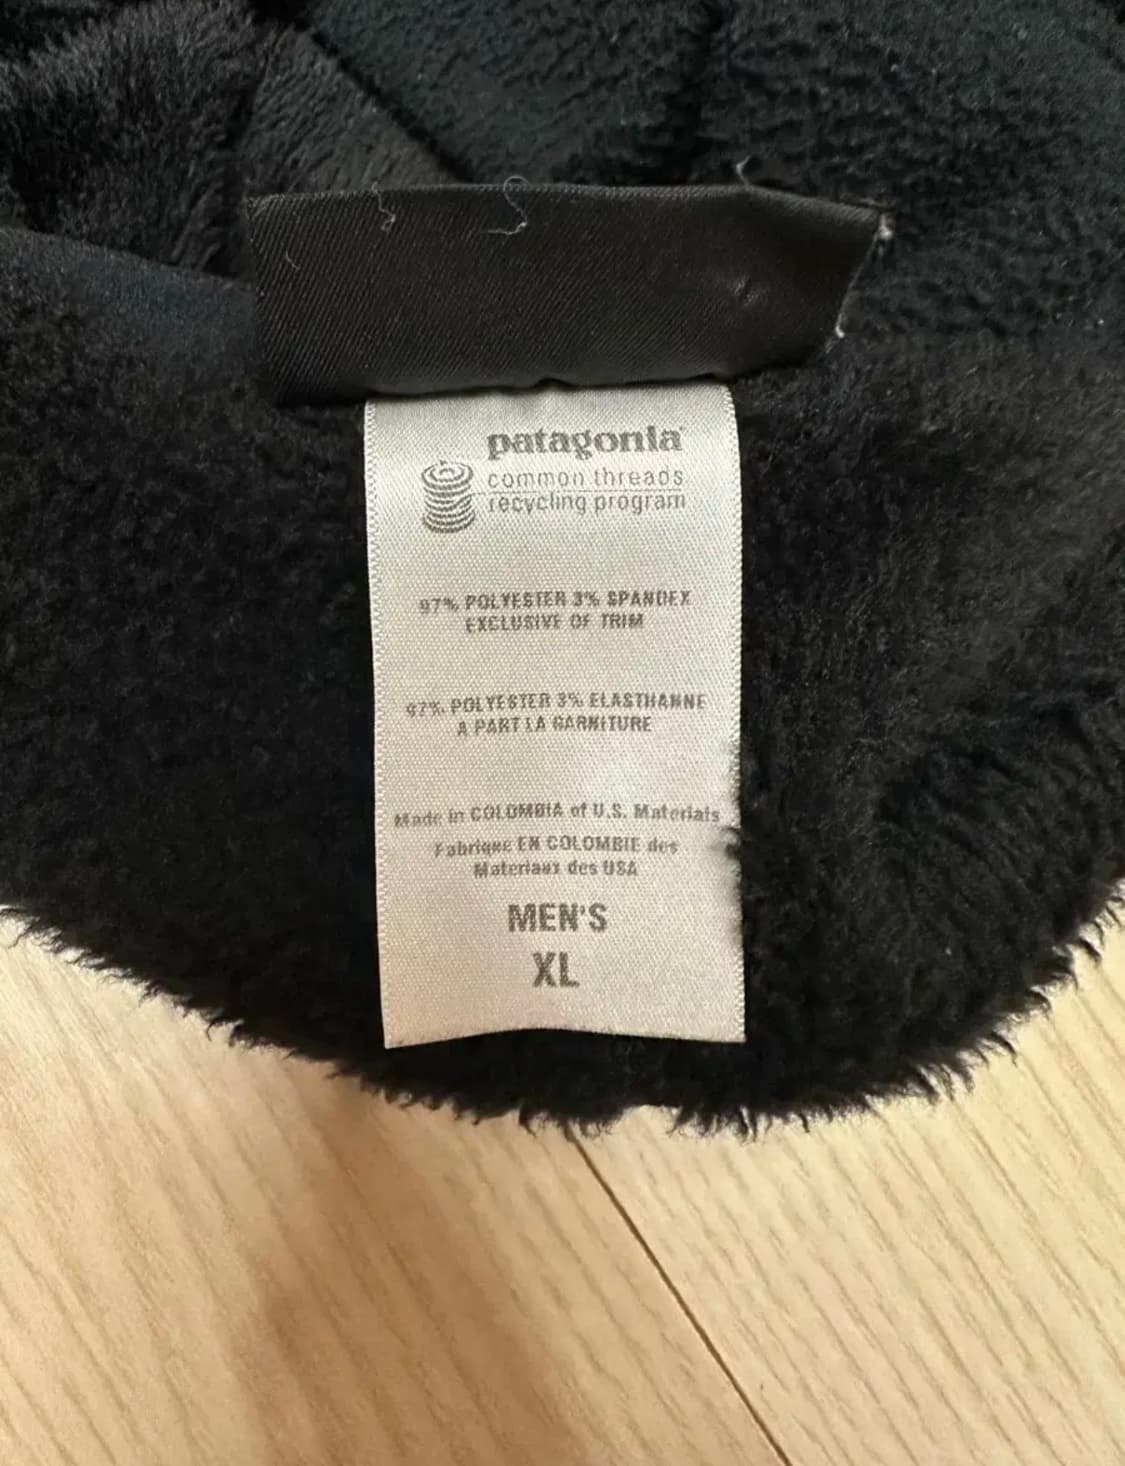 patagonia
common threads
recycling program
97% POLYESTER 3% SPANDEX
EXCLUSIVE OF TRIM
97% POLYESTER 3% ELASTHANNE
A PART LA GARNITURE
Made in COLOMBIA of U.S. Materials
Fabrique EN COLOMBIE des
Materiaux des USA
MEN'S
XL